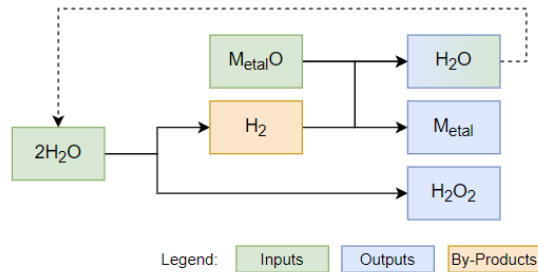 MetalO
H₂O
H₂
Metal
2H₂O
H₂O₂
Legend: Inputs Outputs By-Products